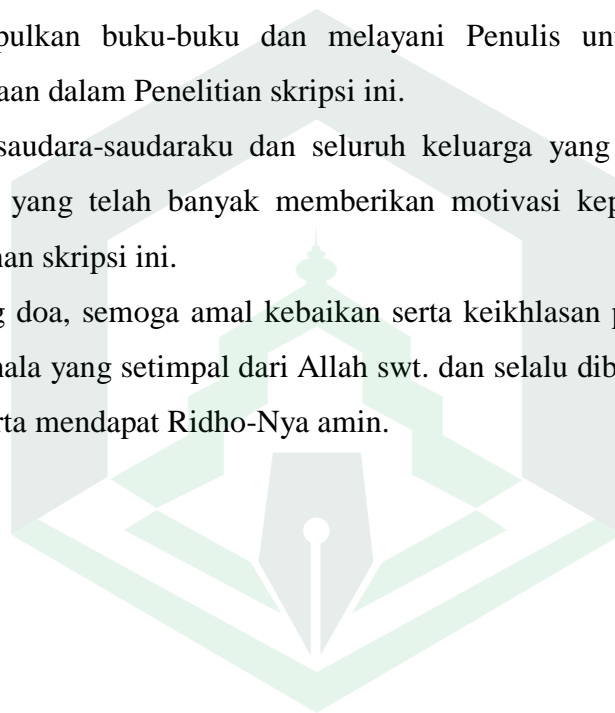 pulkan buku-buku dan melayani Penulis un
aan dalam Penelitian skripsi ini.
saudara-saudaraku dan seluruh keluarga yang
yang telah banyak memberikan motivasi kep
an skripsi ini.
g doa, semoga amal kebaikan serta keikhlasan p
ala yang setimpal dari Allah swt. dan selalu dib
rta mendapat Ridho-Nya amin.